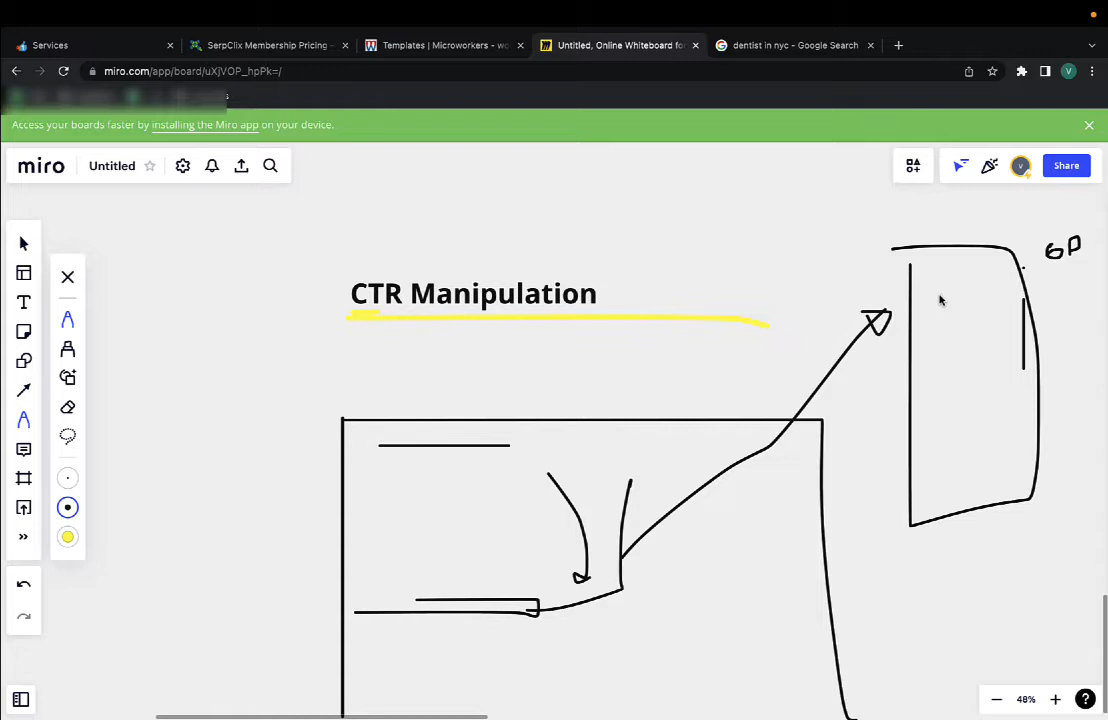 Services
SerpClix Membership Pricing -
Templates | Microworkers - wo
Untitled, Online Whiteboard fo
dentist in nyc - Google Search
miro.com/app/board/uXjVOP_hpPk=/
V
Access your boards faster by installing the Miro app on your device.
miro
Untitled
V
Share
GP
CTR Manipulation
48%